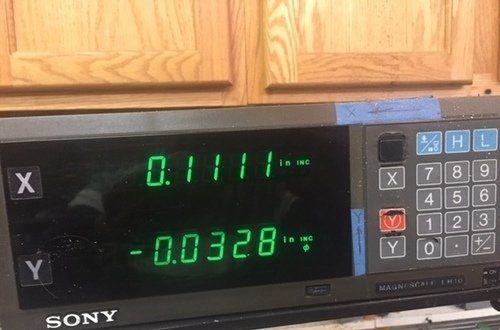 X 0.1111 in INC
Y -0.0328 in INC
φ
SONY
X
H L
X 7 8 9
4 5 6
Y 1 2 3
Y 0 · +/-
Y
MAGNESCALE LH10